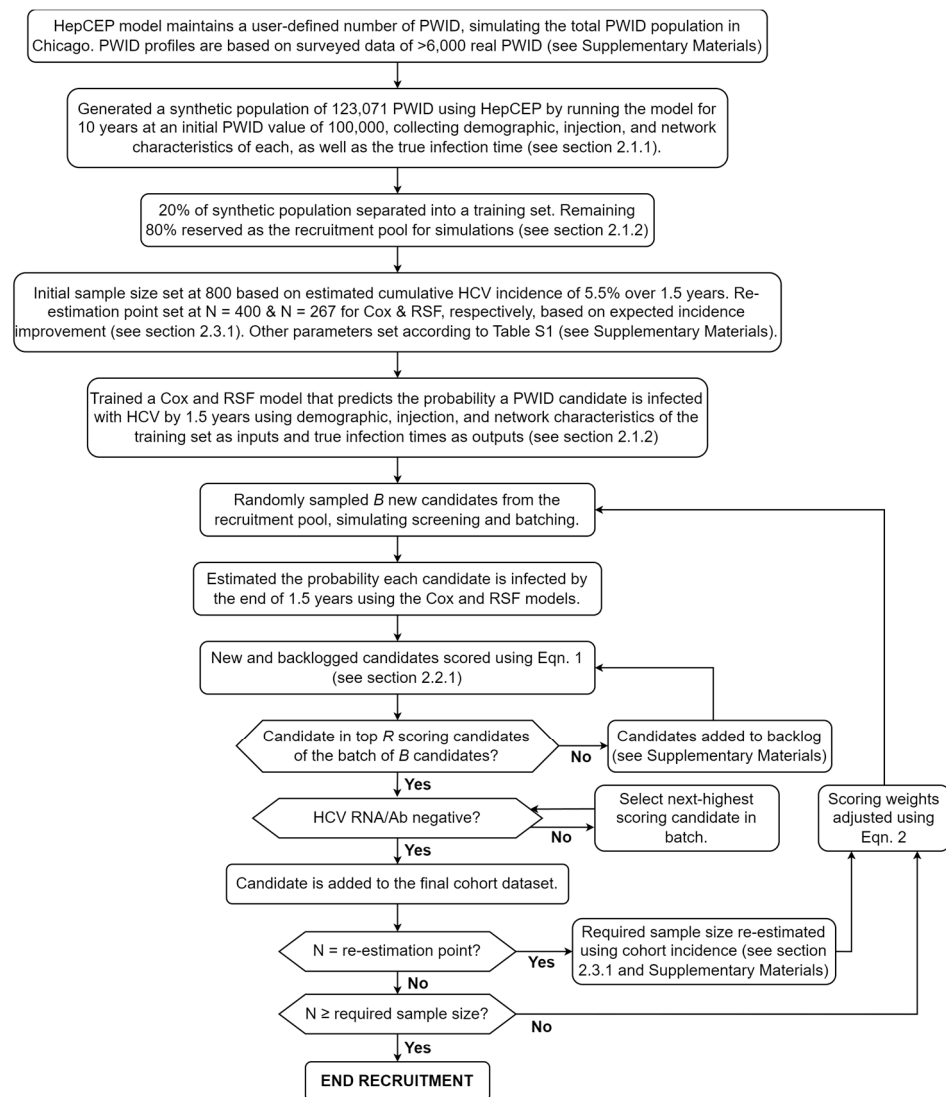 HepCEP model maintains a user-defined number of PWID, simulating the total PWID population in
Chicago. PWID profiles are based on surveyed data of >6,000 real PWID (see Supplementary Materials)
Generated a synthetic population of 123,071 PWID using HepCEP by running the model for
10 years at an initial PWID value of 100,000, collecting demographic, injection, and network
characteristics of each, as well as the true infection time (see section 2.1.1).
20% of synthetic population separated into a training set. Remaining
80% reserved as the recruitment pool for simulations (see section 2.1.2)
Initial sample size set at 800 based on estimated cumulative HCV incidence of 5.5% over 1.5 years. Re-
estimation point set at N = 400 & N = 267 for Cox & RSF, respectively, based on expected incidence
improvement (see section 2.3.1). Other parameters set according to Table S1 (see Supplementary Materials).
Trained a Cox and RSF model that predicts the probability a PWID candidate is infected
with HCV by 1.5 years using demographic, injection, and network characteristics of the
training set as inputs and true infection times as outputs (see section 2.1.2)
Randomly sampled B new candidates from the
recruitment pool, simulating screening and batching.
Estimated the probability each candidate is infected by
the end of 1.5 years using the Cox and RSF models.
New and backlogged candidates scored using Eqn. 1
(see section 2.2.1)
Candidate in top R scoring candidates
of the batch of B candidates?
No
Candidates added to backlog
(see Supplementary Materials)
Yes
HCV RNA/Ab negative?
No
Select next-highest
scoring candidate in
batch.
Scoring weights
adjusted using
Eqn. 2
Yes
Candidate is added to the final cohort dataset.
N = re-estimation point?
Yes
Required sample size re-estimated
using cohort incidence (see section
2.3.1 and Supplementary Materials)
No
N ≥ required sample size?
No
Yes
END RECRUITMENT